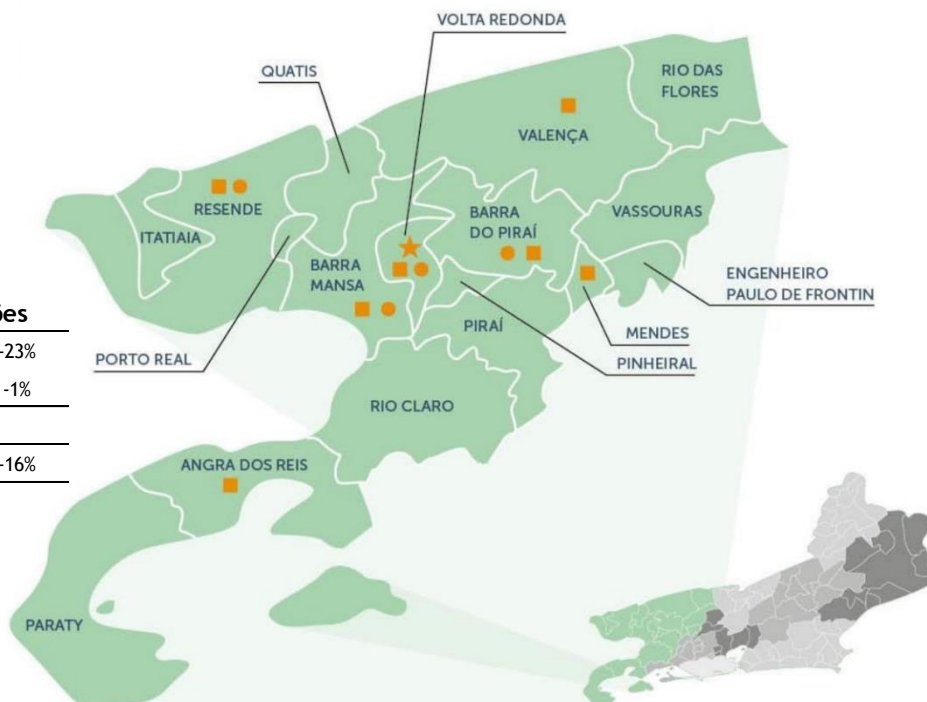 VOLTA REDONDA
QUATIS
RIO DAS
FLORES
VALENÇA
RESENDE
ITATIAIA
BARRA
DO PIRAÍ
VASSOURAS
BARRA
MANSA
ENGENHEIRO
PAULO DE FRONTIN
PIRAÍ
MENDES
PINHEIRAL
PORTO REAL
RIO CLARO
ANGRA DOS REIS
PARATY
ões
-23%
-1%
-16%